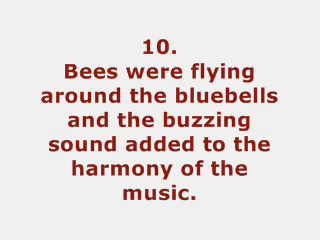 10.
Bees were flying
around the bluebells
and the buzzing
sound added to the
harmony of the
music.